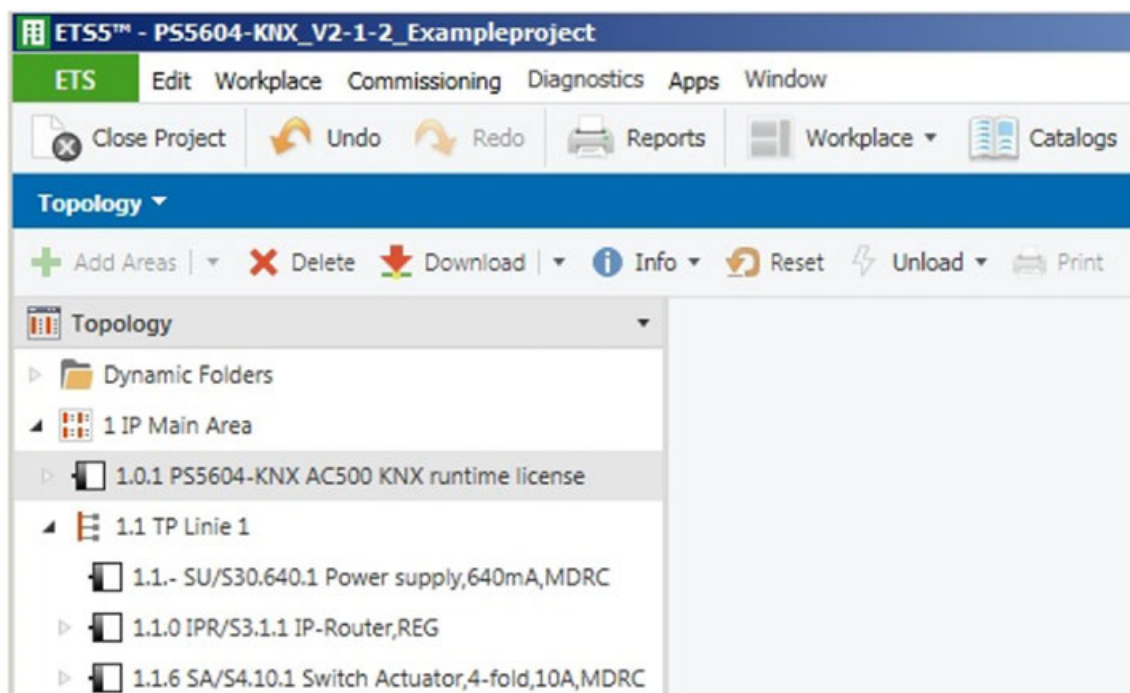 ETS5™ - PS5604-KNX_V2-1-2_Exampleproject
ETS Edit Workplace Commissioning Diagnostics Apps Window
Close Project Undo Redo Reports Workplace Catalogs
Topology
Add Areas Delete Download Info Reset Unload Print
Topology
Dynamic Folders
1 IP Main Area
1.0.1 PS5604-KNX AC500 KNX runtime license
1.1 TP Linie 1
1.1.- SU/S30.640.1 Power supply,640mA,MDRC
1.1.0 IPR/S3.1.1 IP-Router,REG
1.1.6 SA/S4.10.1 Switch Actuator,4-fold,10A,MDRC